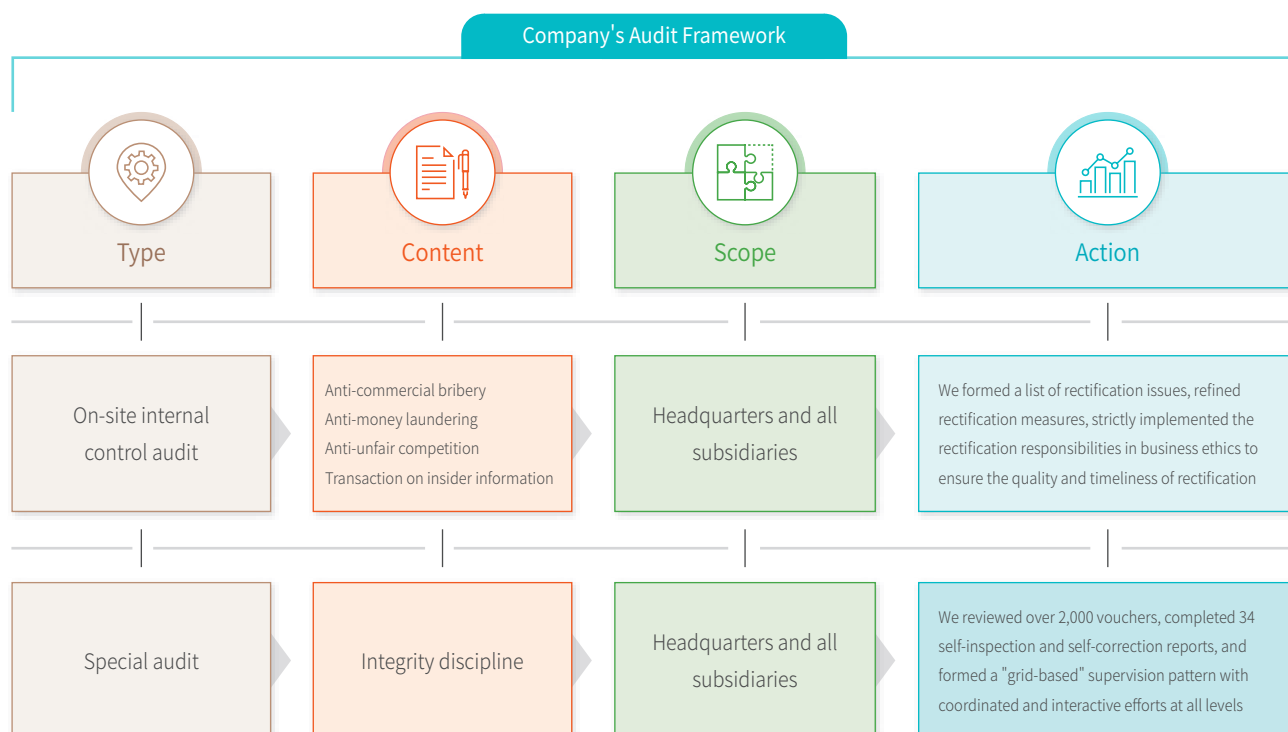 Company's Audit Framework
Type
Content
Scope
Action
On-site internal
control audit
Anti-commercial bribery
Anti-money laundering
Anti-unfair competition
Transaction on insider information
Headquarters and all
subsidiaries
We formed a list of rectification issues, refined
rectification measures, strictly implemented the
rectification responsibilities in business ethics to
ensure the quality and timeliness of rectification
Special audit
Integrity discipline
Headquarters and all
subsidiaries
We reviewed over 2,000 vouchers, completed 34
self-inspection and self-correction reports, and
formed a "grid-based" supervision pattern with
coordinated and interactive efforts at all levels